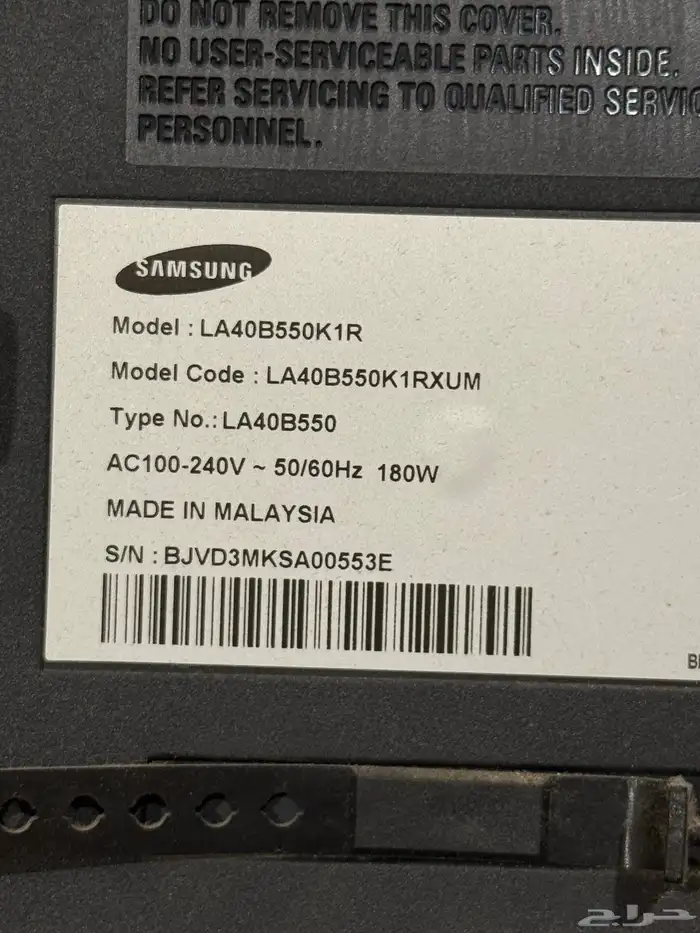 DO NOT REMOVE THIS COVER.
NO USER-SERVICEABLE PARTS INSIDE.
REFER SERVICING TO QUALIFIED
PERSONNEL.
SAMSUNG
Model : LA40B550K1R
Model Code : LA40B550K1RXUM
Type No.: LA40B550
AC100-240V ~ 50/60Hz 180W
MADE IN MALAYSIA
S/N : BJVD3MKSA00553E
حراج